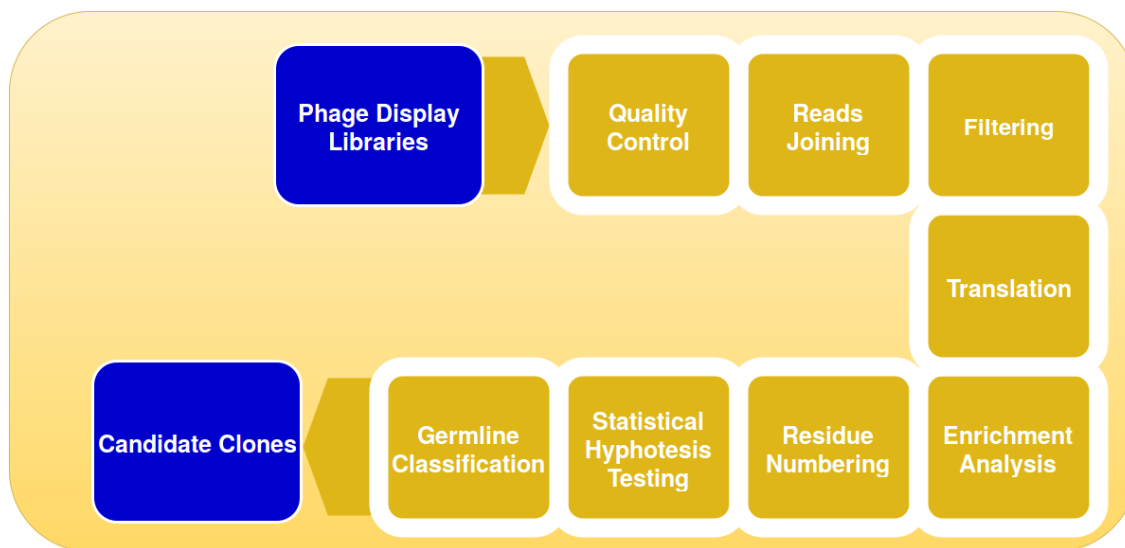 Phage Display
Libraries
Quality
Control
Reads
Joining
Filtering
Translation
Enrichment
Analysis
Residue
Numbering
Statistical
Hyphotesis
Testing
Germline
Classification
Candidate Clones